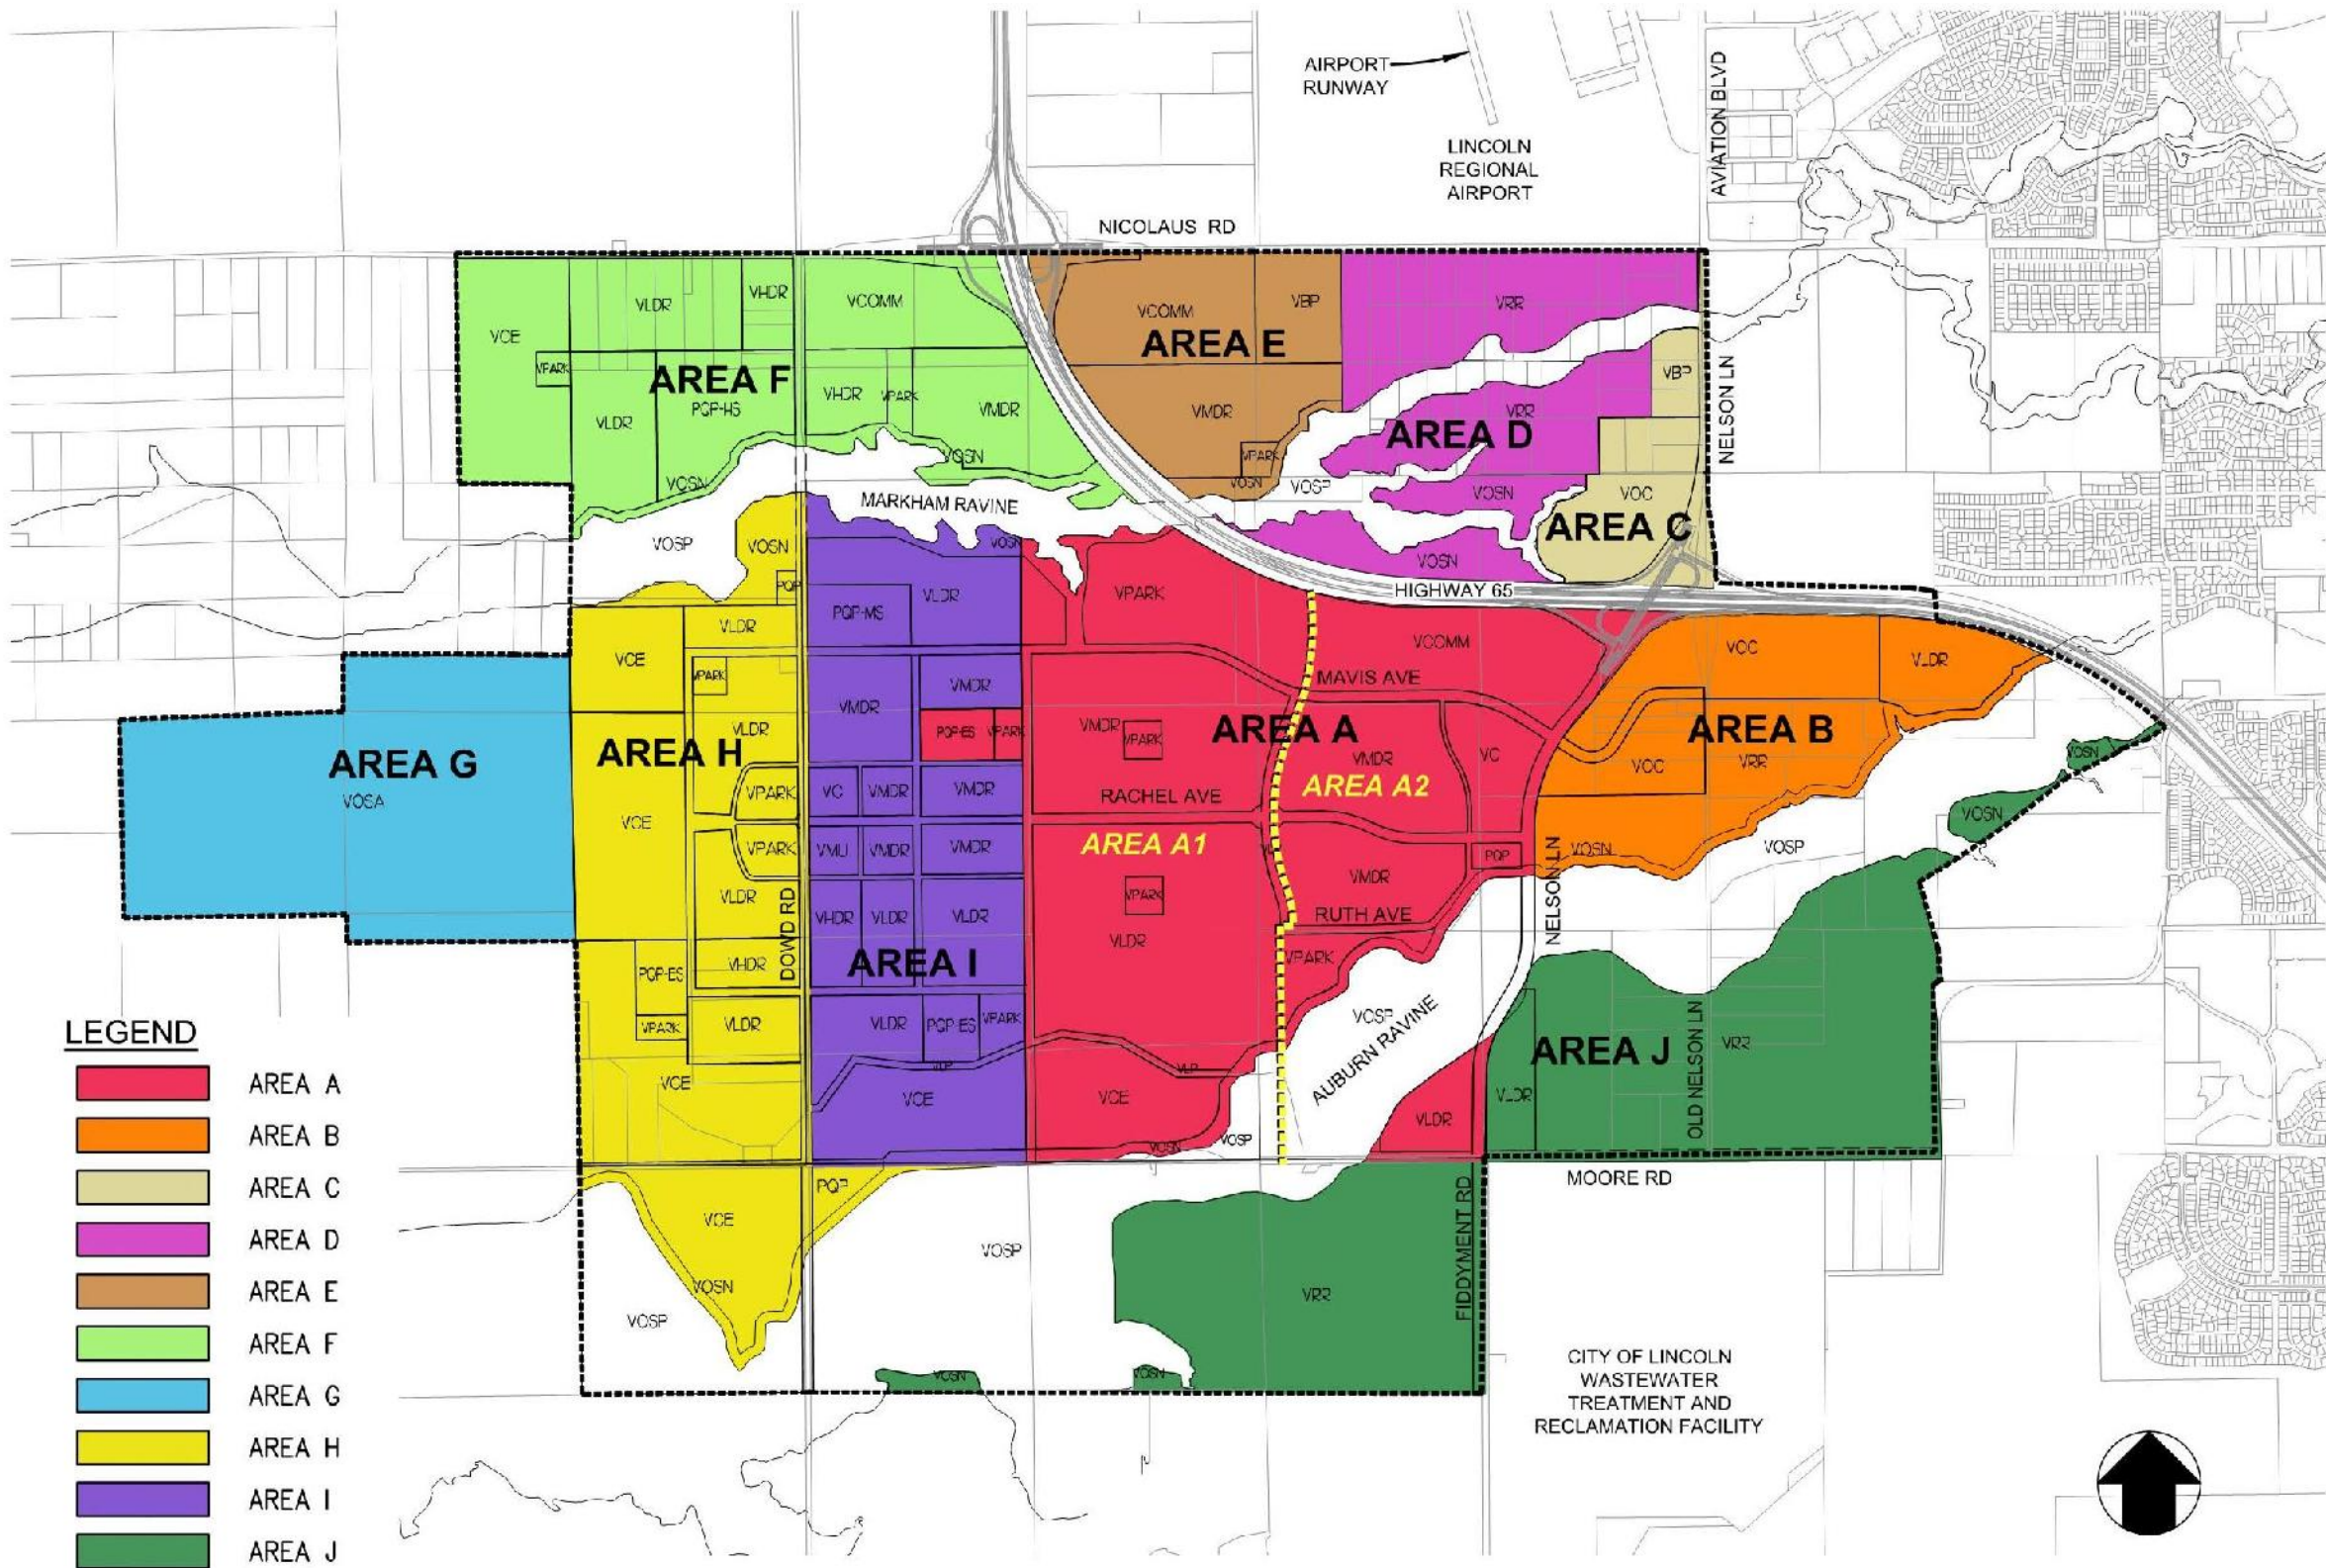 AIRPORT
RUNWAY
LINCOLN
REGIONAL
AIRPORT
AVIATION BLVD
NICOLAUS RD
VCE
VLDR
VHDR
VCOMM
VPARK
AREA F
PQP-HS
VLDR
VHDR
VPARK
VMDR
VOSN
VOSN
VCOMM
VBP
AREA E
VMDR
VPARK
VOSN
VOSP
VRR
VRR
AREA D
VOSN
VOSN
VBP
VOC
AREA C
NELSON LN
MARKHAM RAVINE
HIGHWAY 65
VOSP
VOSN
PQP
VLDR
VCE
VPARK
VLDR
AREA H
VCE
VPARK
VPARK
VLDR
VHDR
PQP-ES
VPARK
VLDR
VCE
DOWD RD
AREA G
VOSA
VOSN
VLDR
PQP-MS
VMDR
VMDR
PQP-ES
VPARK
VC
VMDR
VMDR
VMU
VMDR
VMDR
VHDR
VLDR
VLDR
AREA I
VLDR
PQP-ES
VPARK
VLP
VCE
VPARK
VCOMM
MAVIS AVE
VMDR
VPARK
AREA A
VMDR
VC
AREA A2
RACHEL AVE
AREA A1
VPARK
VLDR
VMDR
PQP
RUTH AVE
VPARK
VLP
VCE
VOSN
VOSP
VOSP
AUBURN RAVINE
VLDR
NELSON LN
VOC
VLDR
AREA B
VOC
VRR
VOSN
VOSP
VOSN
VOSN
AREA J
VRR
VLDR
OLD NELSON LN
MOORE RD
PQP
VCE
VOSN
VOSP
VOSP
VRR
FIDDYMENT RD
VOSN
VOSN
CITY OF LINCOLN
WASTEWATER
TREATMENT AND
RECLAMATION FACILITY
LEGEND
AREA A
AREA B
AREA C
AREA D
AREA E
AREA F
AREA G
AREA H
AREA I
AREA J